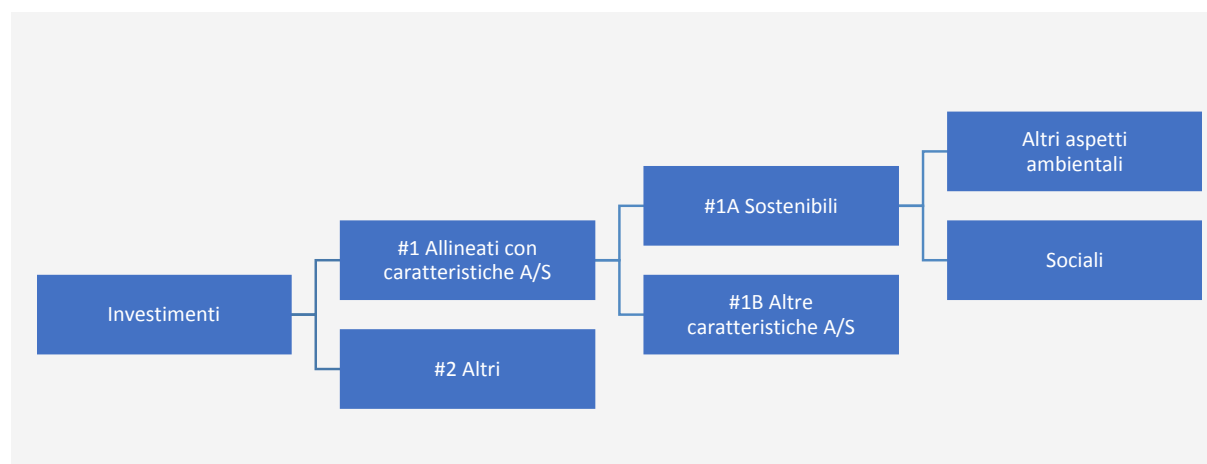 Investimenti
#1 Allineati con
caratteristiche A/S
#2 Altri
#1A Sostenibili
#1B Altre
caratteristiche A/S
Altri aspetti
ambientali
Sociali